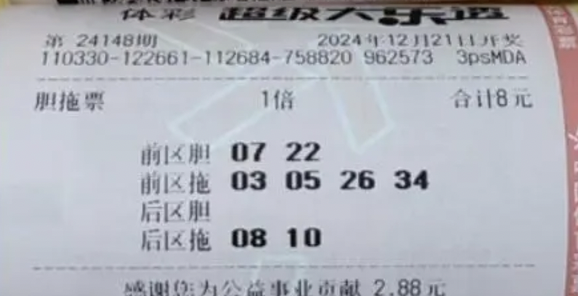 体彩 超级大乐透
第 24148期 2024年12月21日开奖
110330-122661-112684-758820 962573 3psMDA
胆拖票 1倍 合计8元
前区胆 07 22
前区拖 03 05 26 34
后区胆
后区拖 08 10
感谢您为公益事业贡献 2.88元